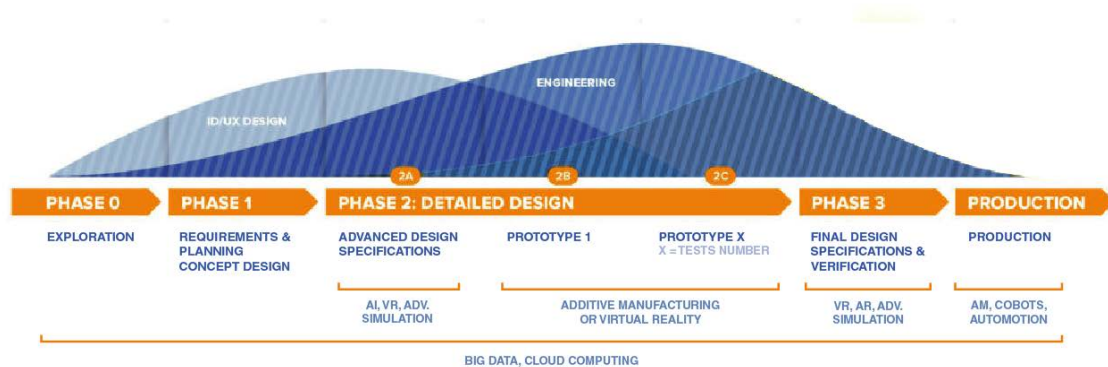 ID/UX DESIGN
ENGINEERING
2A
2B
2C
PHASE 0
PHASE 1
PHASE 2: DETAILED DESIGN
PHASE 3
PRODUCTION
EXPLORATION
REQUIREMENTS &
PLANNING
CONCEPT DESIGN
ADVANCED DESIGN
SPECIFICATIONS
PROTOTYPE 1
PROTOTYPE X
X = TESTS NUMBER
FINAL DESIGN
SPECIFICATIONS &
VERIFICATION
PRODUCTION
AI, VR, ADV.
SIMULATION
ADDITIVE MANUFACTURING
OR VIRTUAL REALITY
VR, AR, ADV.
SIMULATION
AM, COBOTS,
AUTOMOTION
BIG DATA, CLOUD COMPUTING